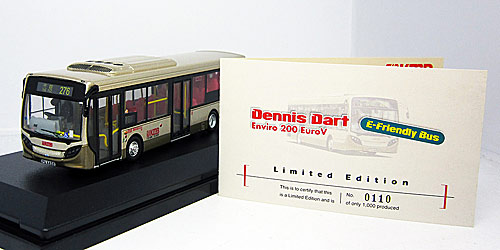 276
KMB
KMB
Dennis Dart
Enviro 200 EuroV
E-Friendly Bus
Limited Edition
This is to certify that this
is a Limited Edition and is
No. 0110
of only 1,000 produced